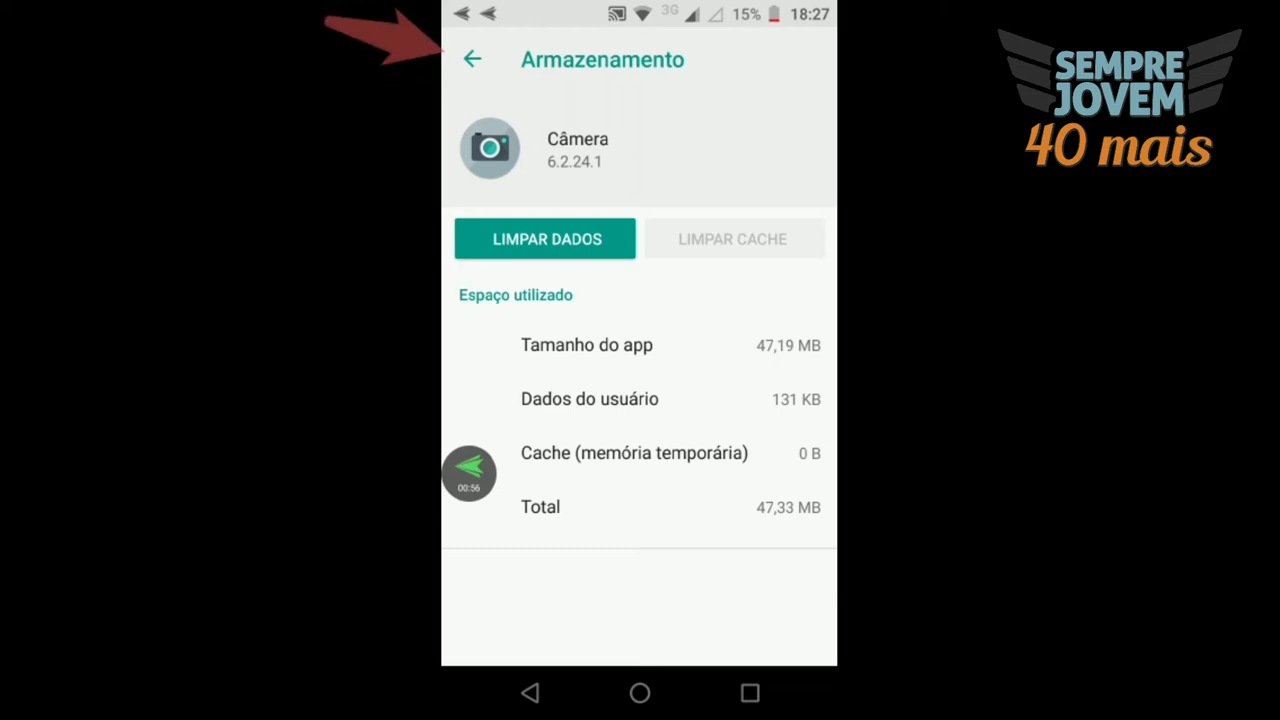 3G 15% 18:27
Armazenamento
SEMPRE
JOVEM
40 mais
Câmera
6.2.24.1
LIMPAR DADOS LIMPAR CACHE
Espaço utilizado
Tamanho do app 47,19 MB
Dados do usuário 131 KB
Cache (memória temporária) 0 B
00:56
Total 47,33 MB